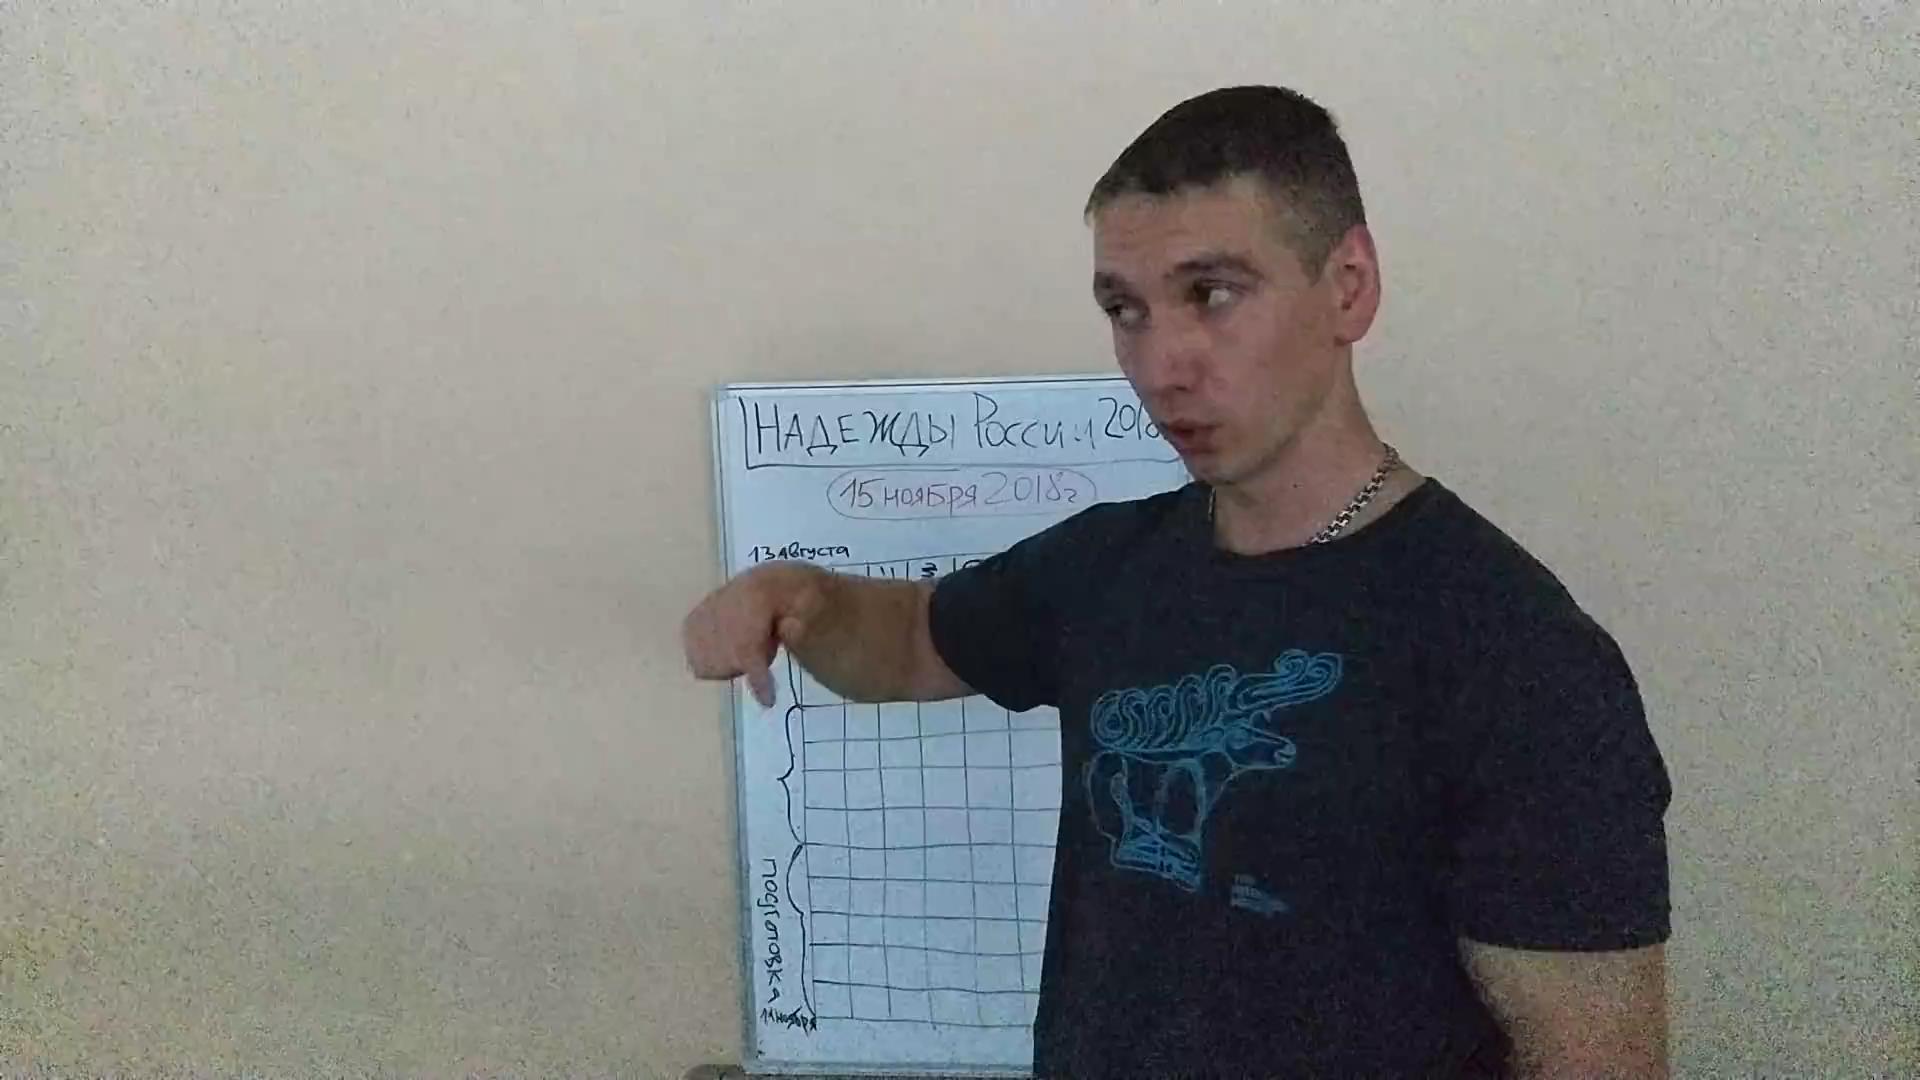 НАДЕЖДЫ РОССИИ 2018
15 НОЯБРЯ 2018г
13 АВГУСТА
ПОДГОТОВКА
11 НОЯБРЯ